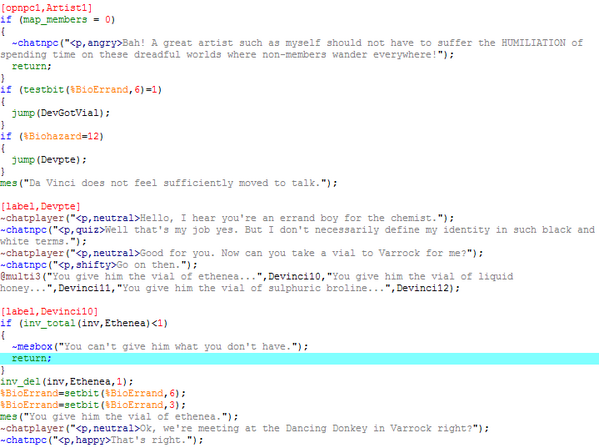 [opnpc1,Artist1]
if (map_members = 0)
{
~chatnpc("<p,angry>Bah! A great artist such as myself should not have to suffer the HUMILIATION of
spending time on these dreadful worlds where non-members wander everywhere!");
return;
}
if (testbit(%BioErrand,6)=1)
{
jump(DevGotVial);
}
if (%Biohazard=12)
{
jump(Devpte);
}
mes("Da Vinci does not feel sufficiently moved to talk.");
[label,Devpte]
~chatplayer("<p,neutral>Hello, I hear you're an errand boy for the chemist.");
~chatnpc("<p,quiz>Well that's my job yes. But I don't necessarily define my identity in such black and
white terms.");
~chatplayer("<p,neutral>Good for you. Now can you take a vial to Varrock for me?");
~chatnpc("<p,shifty>Go on then.");
@multi3("You give him the vial of ethenea...",Devinci10,"You give him the vial of liquid
honey...",Devinci11,"You give him the vial of sulphuric broline...",Devinci12);
[label,Devinci10]
if (inv_total(inv,Ethenea)<1)
{
~mesbox("You can't give him what you don't have.");
return;
}
inv_del(inv,Ethenea,1);
%BioErrand=setbit(%BioErrand,6);
%BioErrand=setbit(%BioErrand,3);
mes("You give him the vial of ethenea.");
~chatplayer("<p,neutral>Ok, we're meeting at the Dancing Donkey in Varrock right?");
~chatnpc("<p,happy>That's right.");